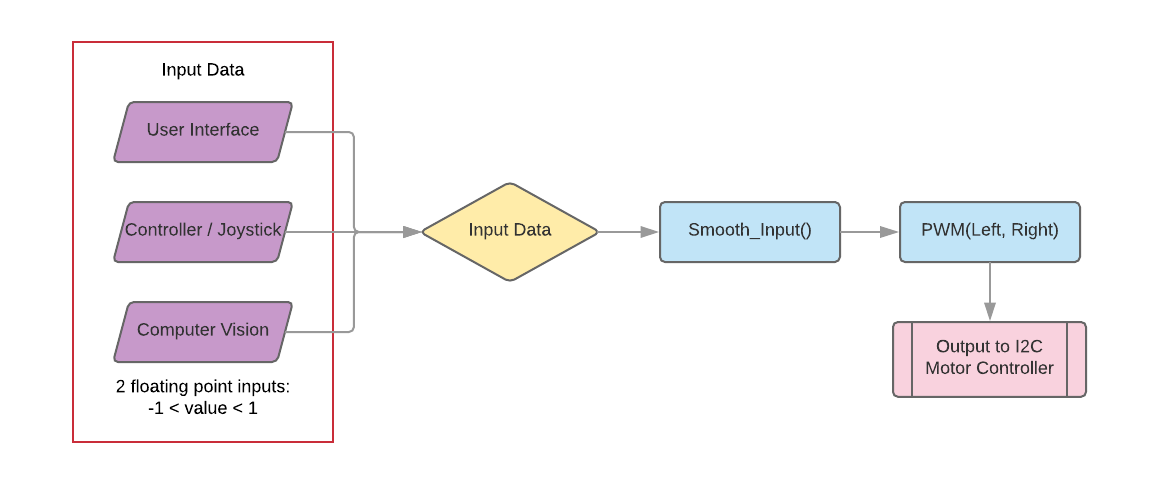 Input Data
User Interface
Controller / Joystick
Computer Vision
2 floating point inputs:
-1 < value < 1
Input Data
Smooth_Input()
PWM(Left, Right)
Output to I2C
Motor Controller